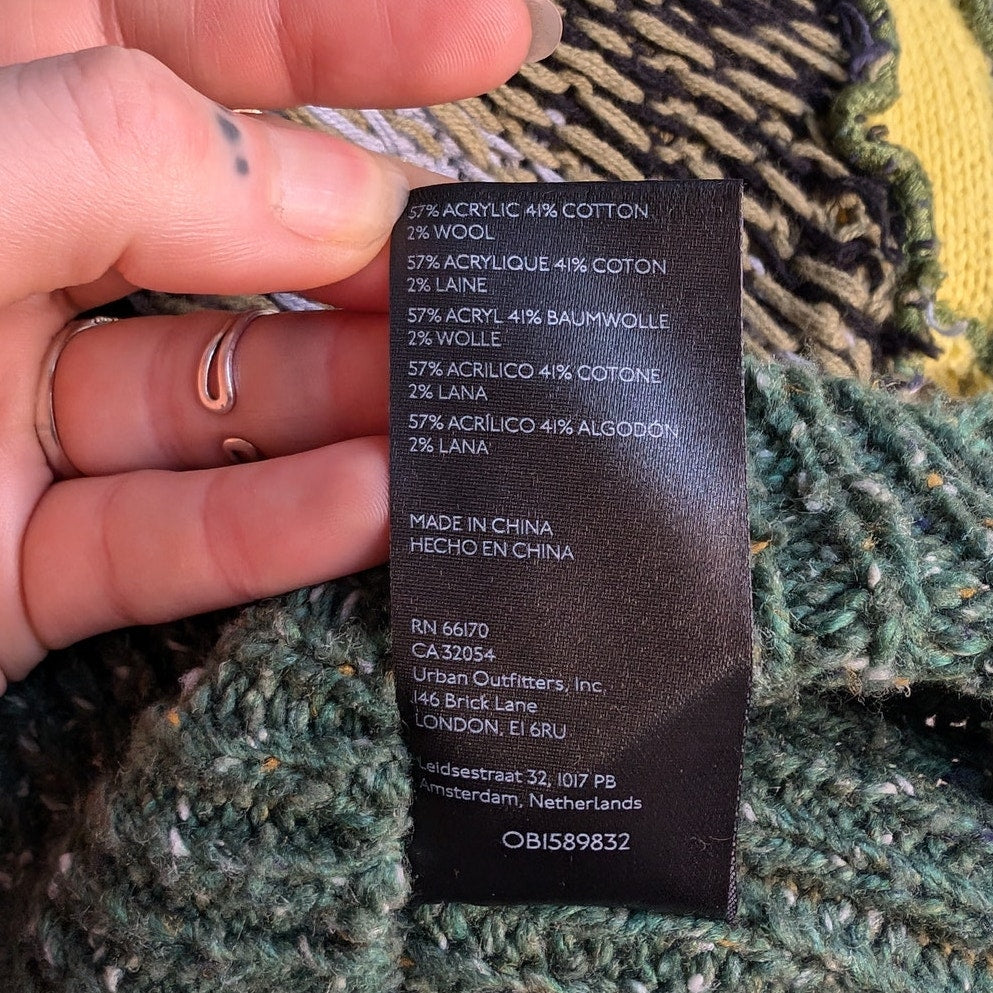 57% ACRYLIC 41% COTTON
2% WOOL
57% ACRYLIQUE 41% COTON
2% LAINE
57% ACRYL 41% BAUMWOLLE
2% WOLLE
57% ACRILICO 41% COTONE
2% LANA
57% ACRÍLICO 41% ALGODÓN
2% LANA
MADE IN CHINA
HECHO EN CHINA
RN 66170
CA 32054
Urban Outfitters, Inc.
146 Brick Lane
LONDON, E1 6RU
Leidsestraat 32, 1017 PB
Amsterdam, Netherlands
OB1589832